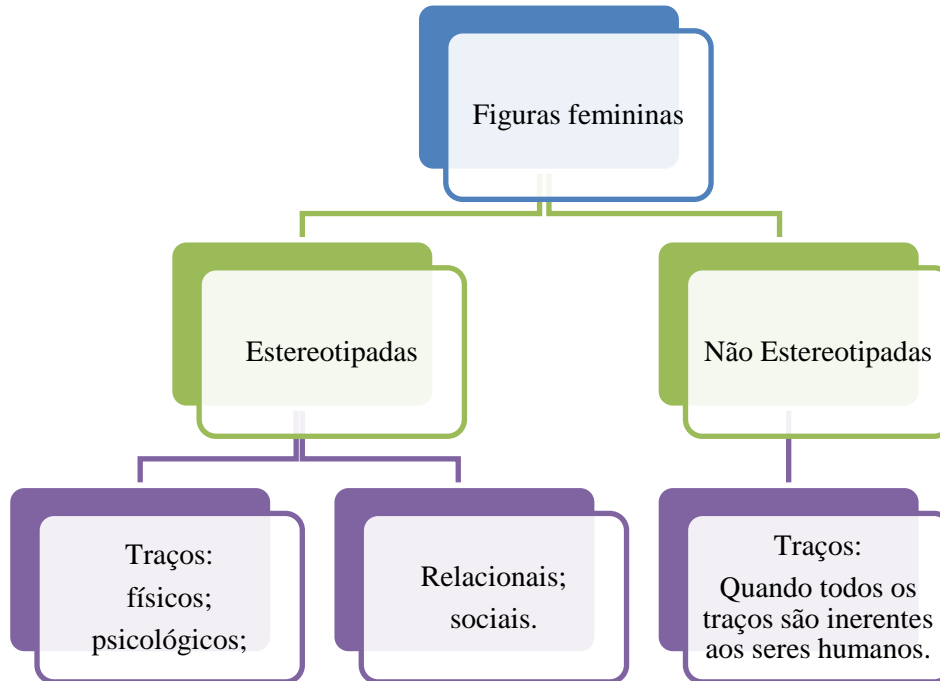 Figuras femininas
Estereotipadas
Não Estereotipadas
Traços:
físicos;
psicológicos;
Relacionais;
sociais.
Traços:
Quando todos os
traços são inerentes
aos seres humanos.